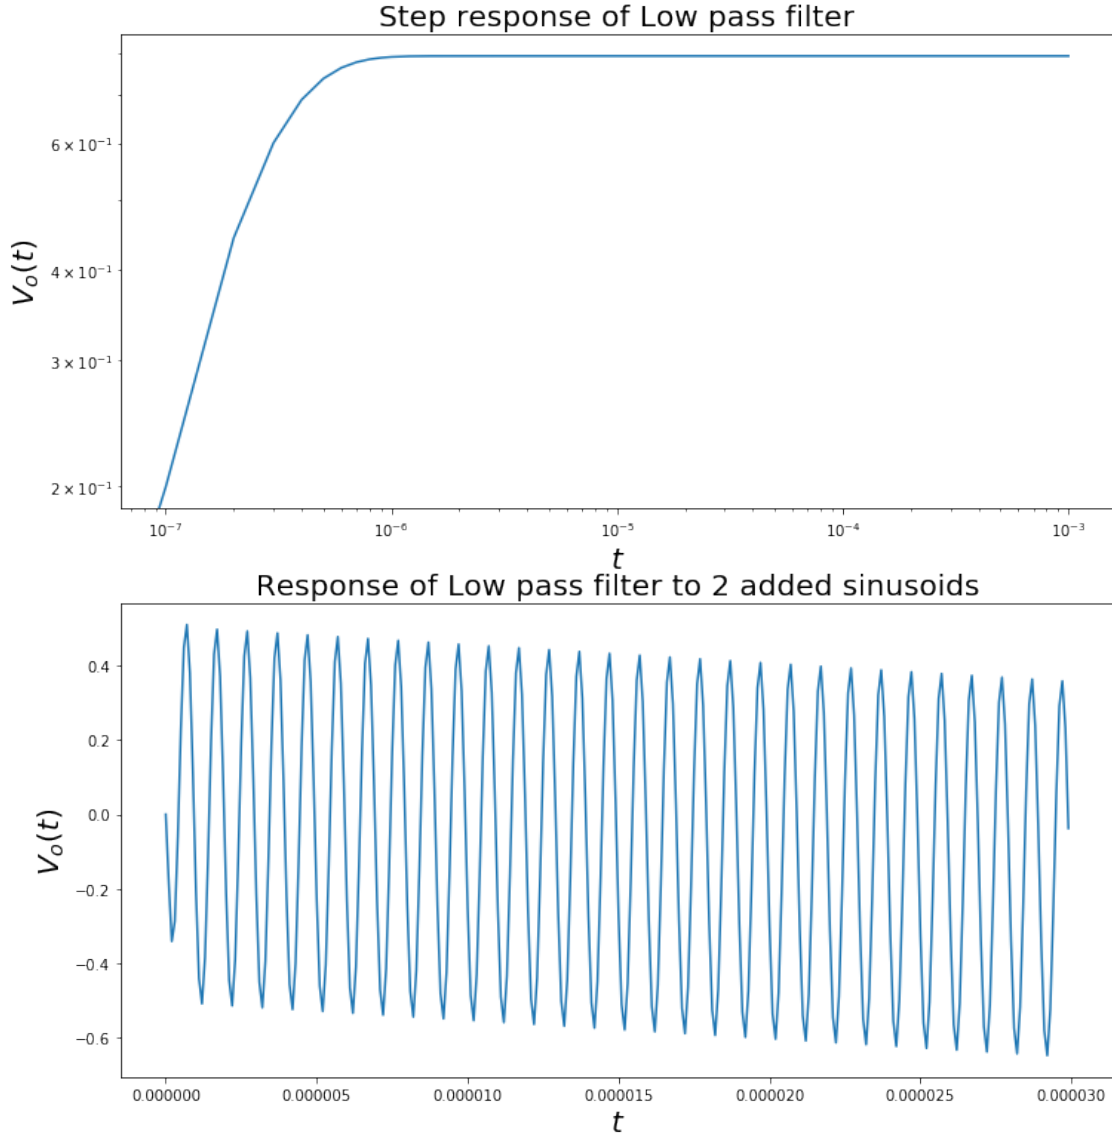 Step response of Low pass filter
6 × 10⁻¹
4 × 10⁻¹
3 × 10⁻¹
2 × 10⁻¹
Vₒ(t)
10⁻⁷ 10⁻⁶ 10⁻⁵ 10⁻⁴ 10⁻³
t
Response of Low pass filter to 2 added sinusoids
0.4
0.2
0.0
−0.2
−0.4
−0.6
Vₒ(t)
0.000000 0.000005 0.000010 0.000015 0.000020 0.000025 0.000030
t